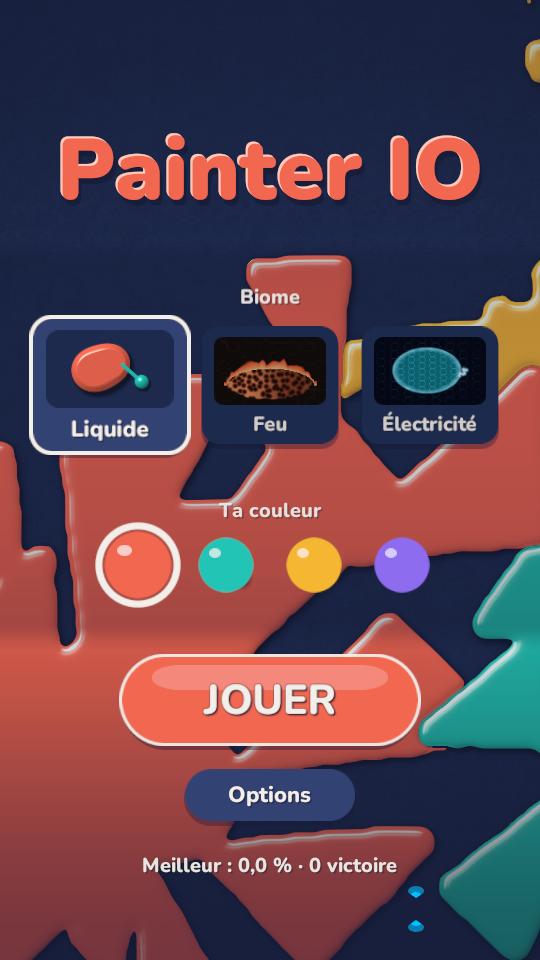 Painter IO
Biome
Liquide
Feu
Électricité
Ta couleur
JOUER
Options
Meilleur : 0,0 % · 0 victoire